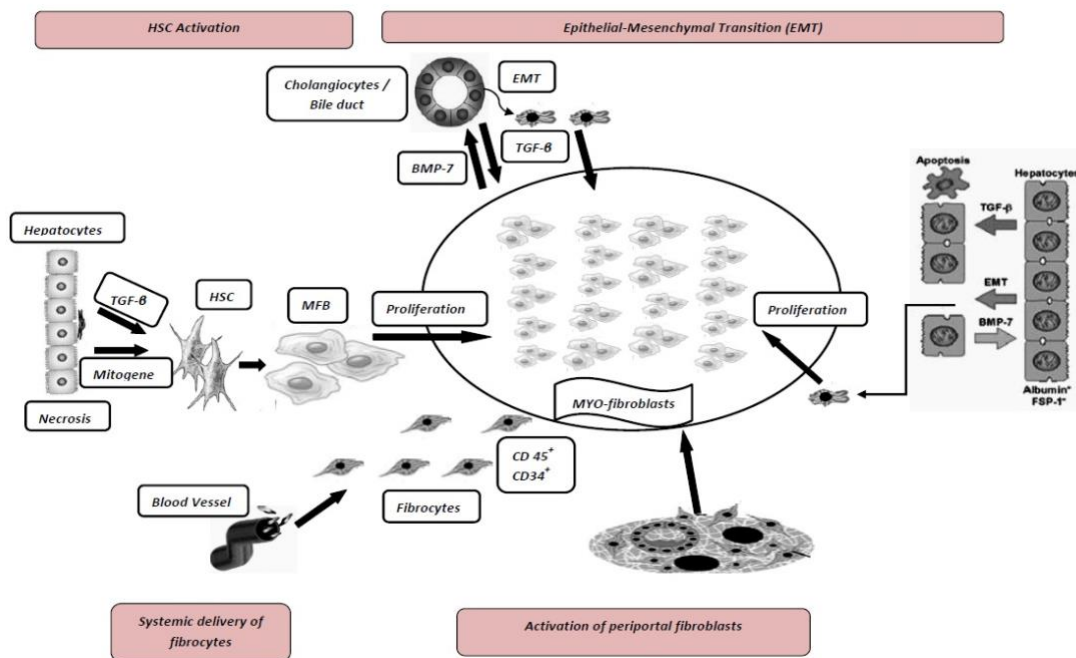 HSC Activation
Epithelial-Mesenchymal Transition (EMT)
Cholangiocytes /
Bile duct
EMT
TGF-β
BMP-7
Apoptosis
Hepatocytes
TGF-β
EMT
BMP-7
Albumin⁺
FSP-1⁺
Hepatocytes
TGF-β
Mitogene
Necrosis
HSC
MFB
Proliferation
Proliferation
MYO-fibroblasts
CD 45⁺
CD34⁺
Fibrocytes
Blood Vessel
Systemic delivery of
fibrocytes
Activation of periportal fibroblasts